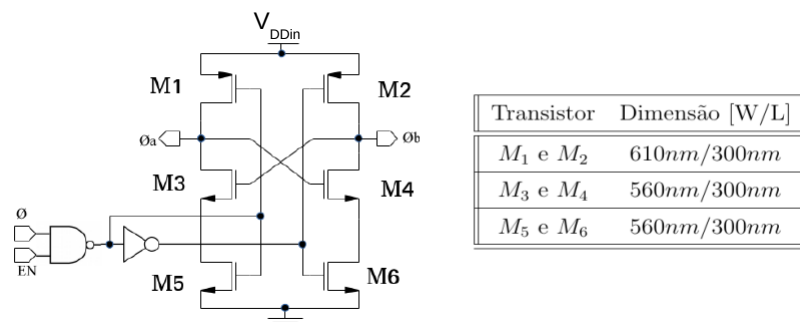 V DDin
M1
M2
Øa
Øb
M3
M4
Ø
EN
M5
M6
Transistor Dimensão [W/L]
M1 e M2 610nm/300nm
M3 e M4 560nm/300nm
M5 e M6 560nm/300nm